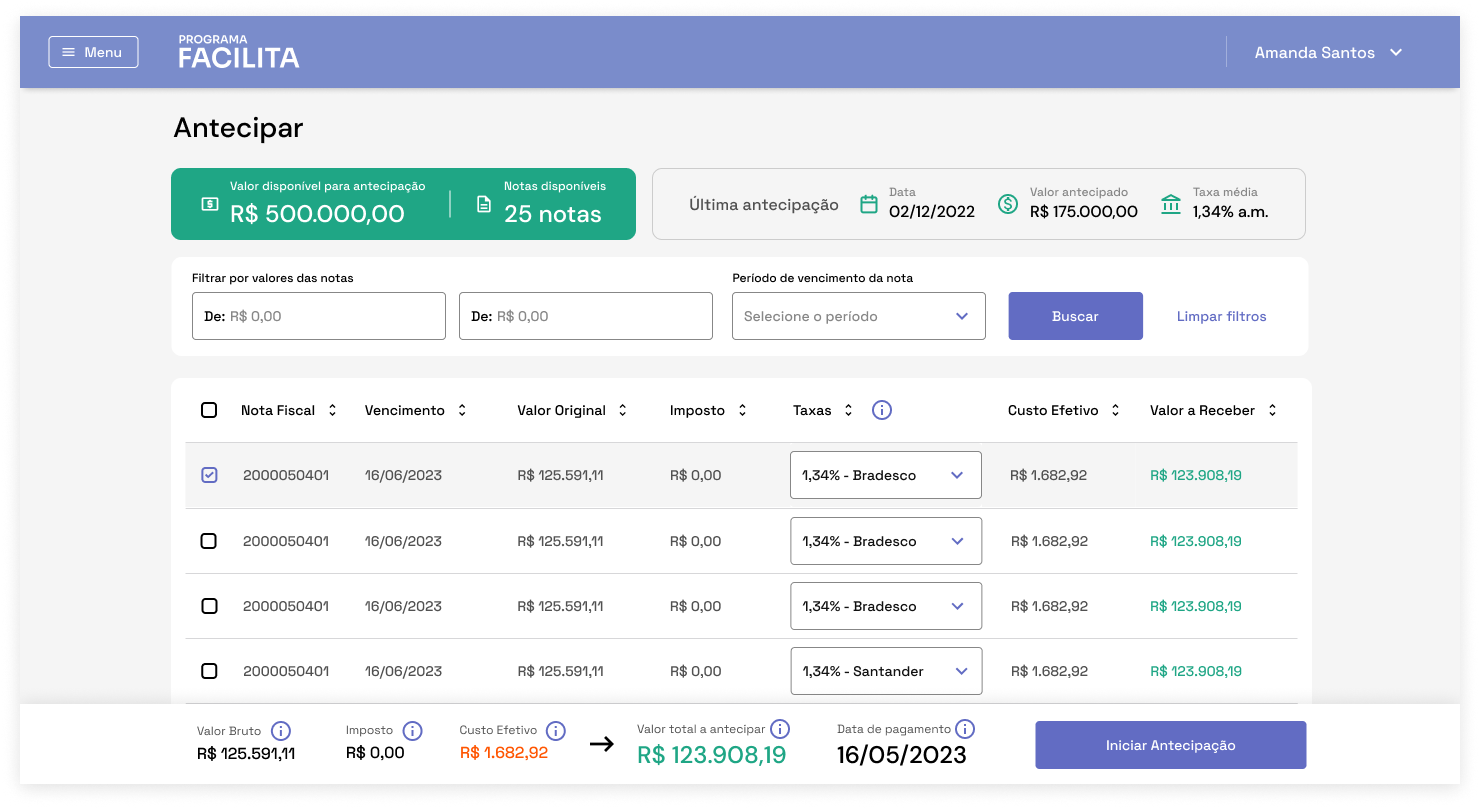 Menu
PROGRAMA
FACILITA
Amanda Santos
Antecipar
Valor disponível para antecipação
R$ 500.000,00
Notas disponíveis
25 notas
Última antecipação
Data
02/12/2022
Valor antecipado
R$ 175.000,00
Taxa média
1,34% a.m.
Filtrar por valores das notas
De: R$ 0,00
De: R$ 0,00
Período de vencimento da nota
Selecione o período
Buscar
Limpar filtros
Nota Fiscal Vencimento Valor Original Imposto Taxas Custo Efetivo Valor a Receber
2000050401 16/06/2023 R$ 125.591,11 R$ 0,00 1,34% - Bradesco R$ 1.682,92 R$ 123.908,19
2000050401 16/06/2023 R$ 125.591,11 R$ 0,00 1,34% - Bradesco R$ 1.682,92 R$ 123.908,19
2000050401 16/06/2023 R$ 125.591,11 R$ 0,00 1,34% - Bradesco R$ 1.682,92 R$ 123.908,19
2000050401 16/06/2023 R$ 125.591,11 R$ 0,00 1,34% - Santander R$ 1.682,92 R$ 123.908,19
Valor Bruto
R$ 125.591,11
Imposto
R$ 0,00
Custo Efetivo
R$ 1.682,92
Valor total a antecipar
R$ 123.908,19
Data de pagamento
16/05/2023
Iniciar Antecipação